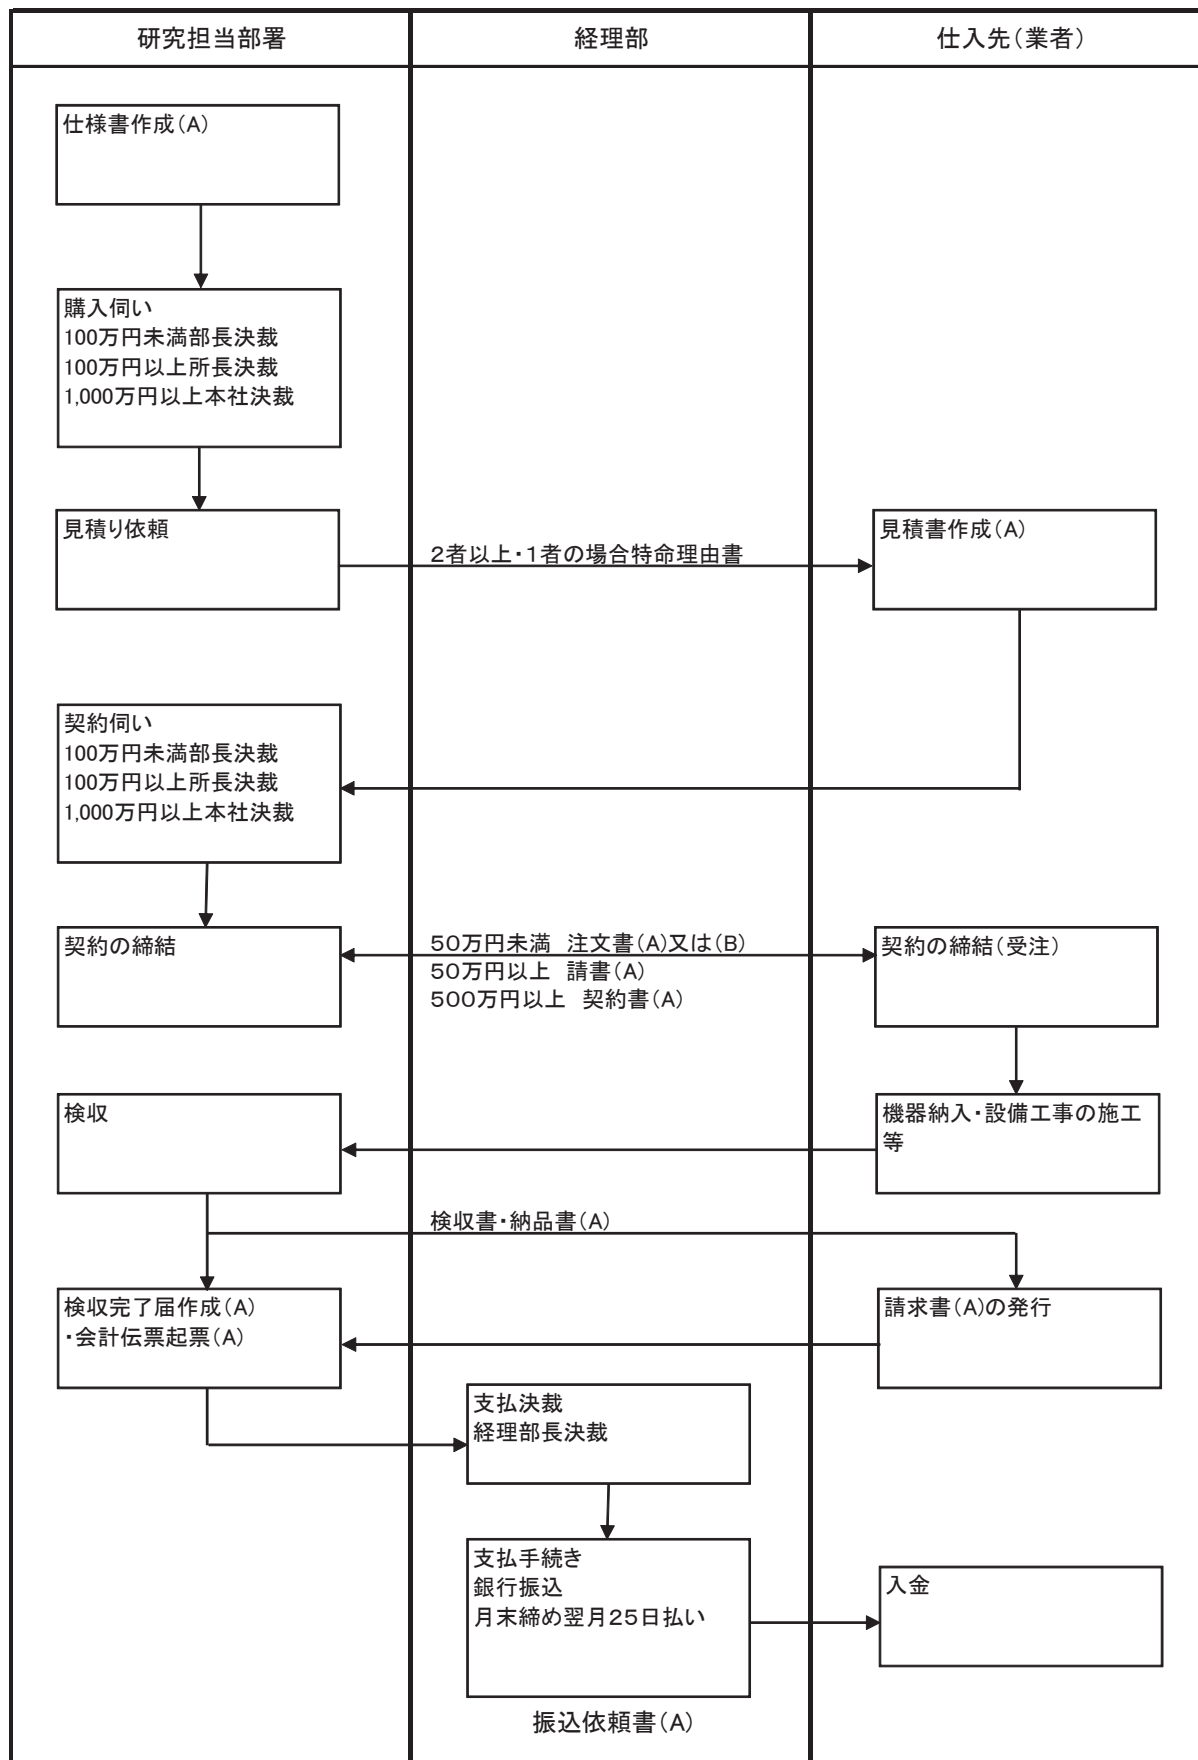 研究担当部署
経理部
仕入先(業者)
仕様書作成(A)
購入伺い
100万円未満部長決裁
100万円以上所長決裁
1,000万円以上本社決裁
見積り依頼
2者以上・1者の場合特命理由書
見積書作成(A)
契約伺い
100万円未満部長決裁
100万円以上所長決裁
1,000万円以上本社決裁
契約の締結
50万円未満 注文書(A)又は(B)
50万円以上 請書(A)
500万円以上 契約書(A)
契約の締結(受注)
検収
機器納入・設備工事の施工
等
検収書・納品書(A)
検収完了届作成(A)
・会計伝票起票(A)
請求書(A)の発行
支払決裁
経理部長決裁
支払手続き
銀行振込
月末締め翌月25日払い
入金
振込依頼書(A)